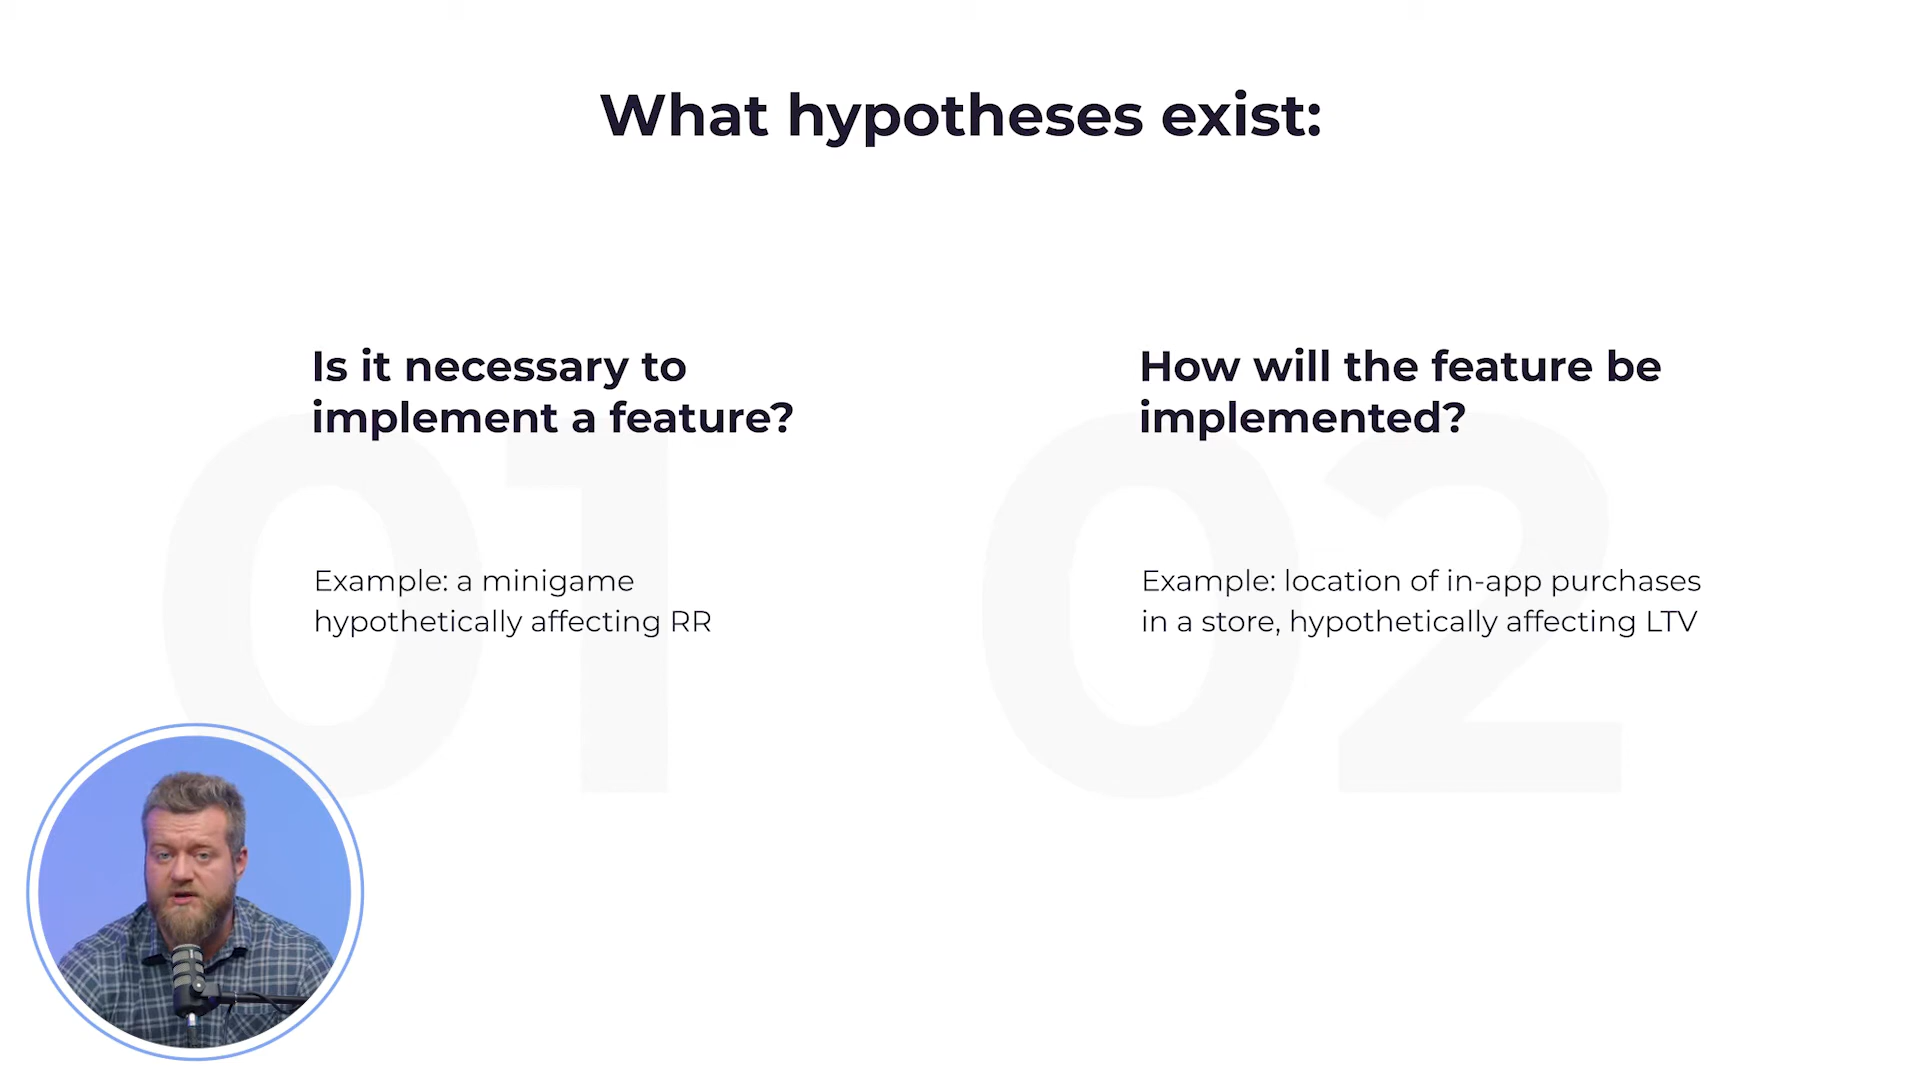 What hypotheses exist:
01
Is it necessary to
implement a feature?
Example: a minigame
hypothetically affecting RR
02
How will the feature be
implemented?
Example: location of in-app purchases
in a store, hypothetically affecting LTV